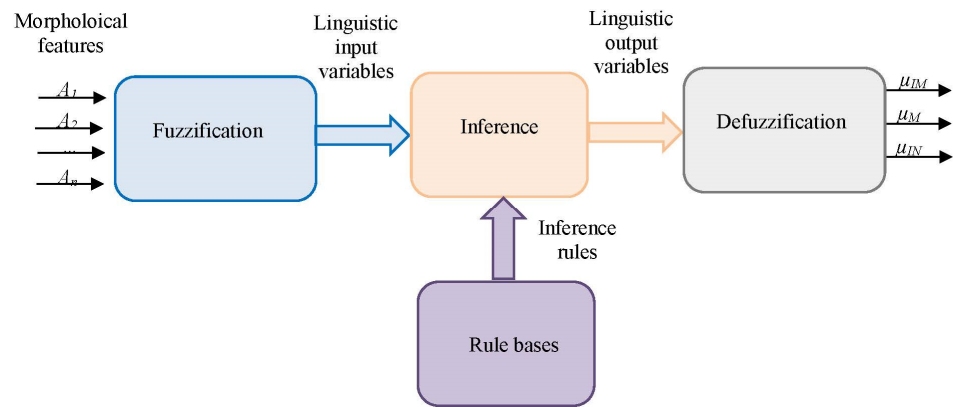 Morpholoical
features
A1
A2
...
An
Fuzzification
Linguistic
input
variables
Inference
Linguistic
output
variables
Defuzzification
μIM
μM
μIN
Inference
rules
Rule bases